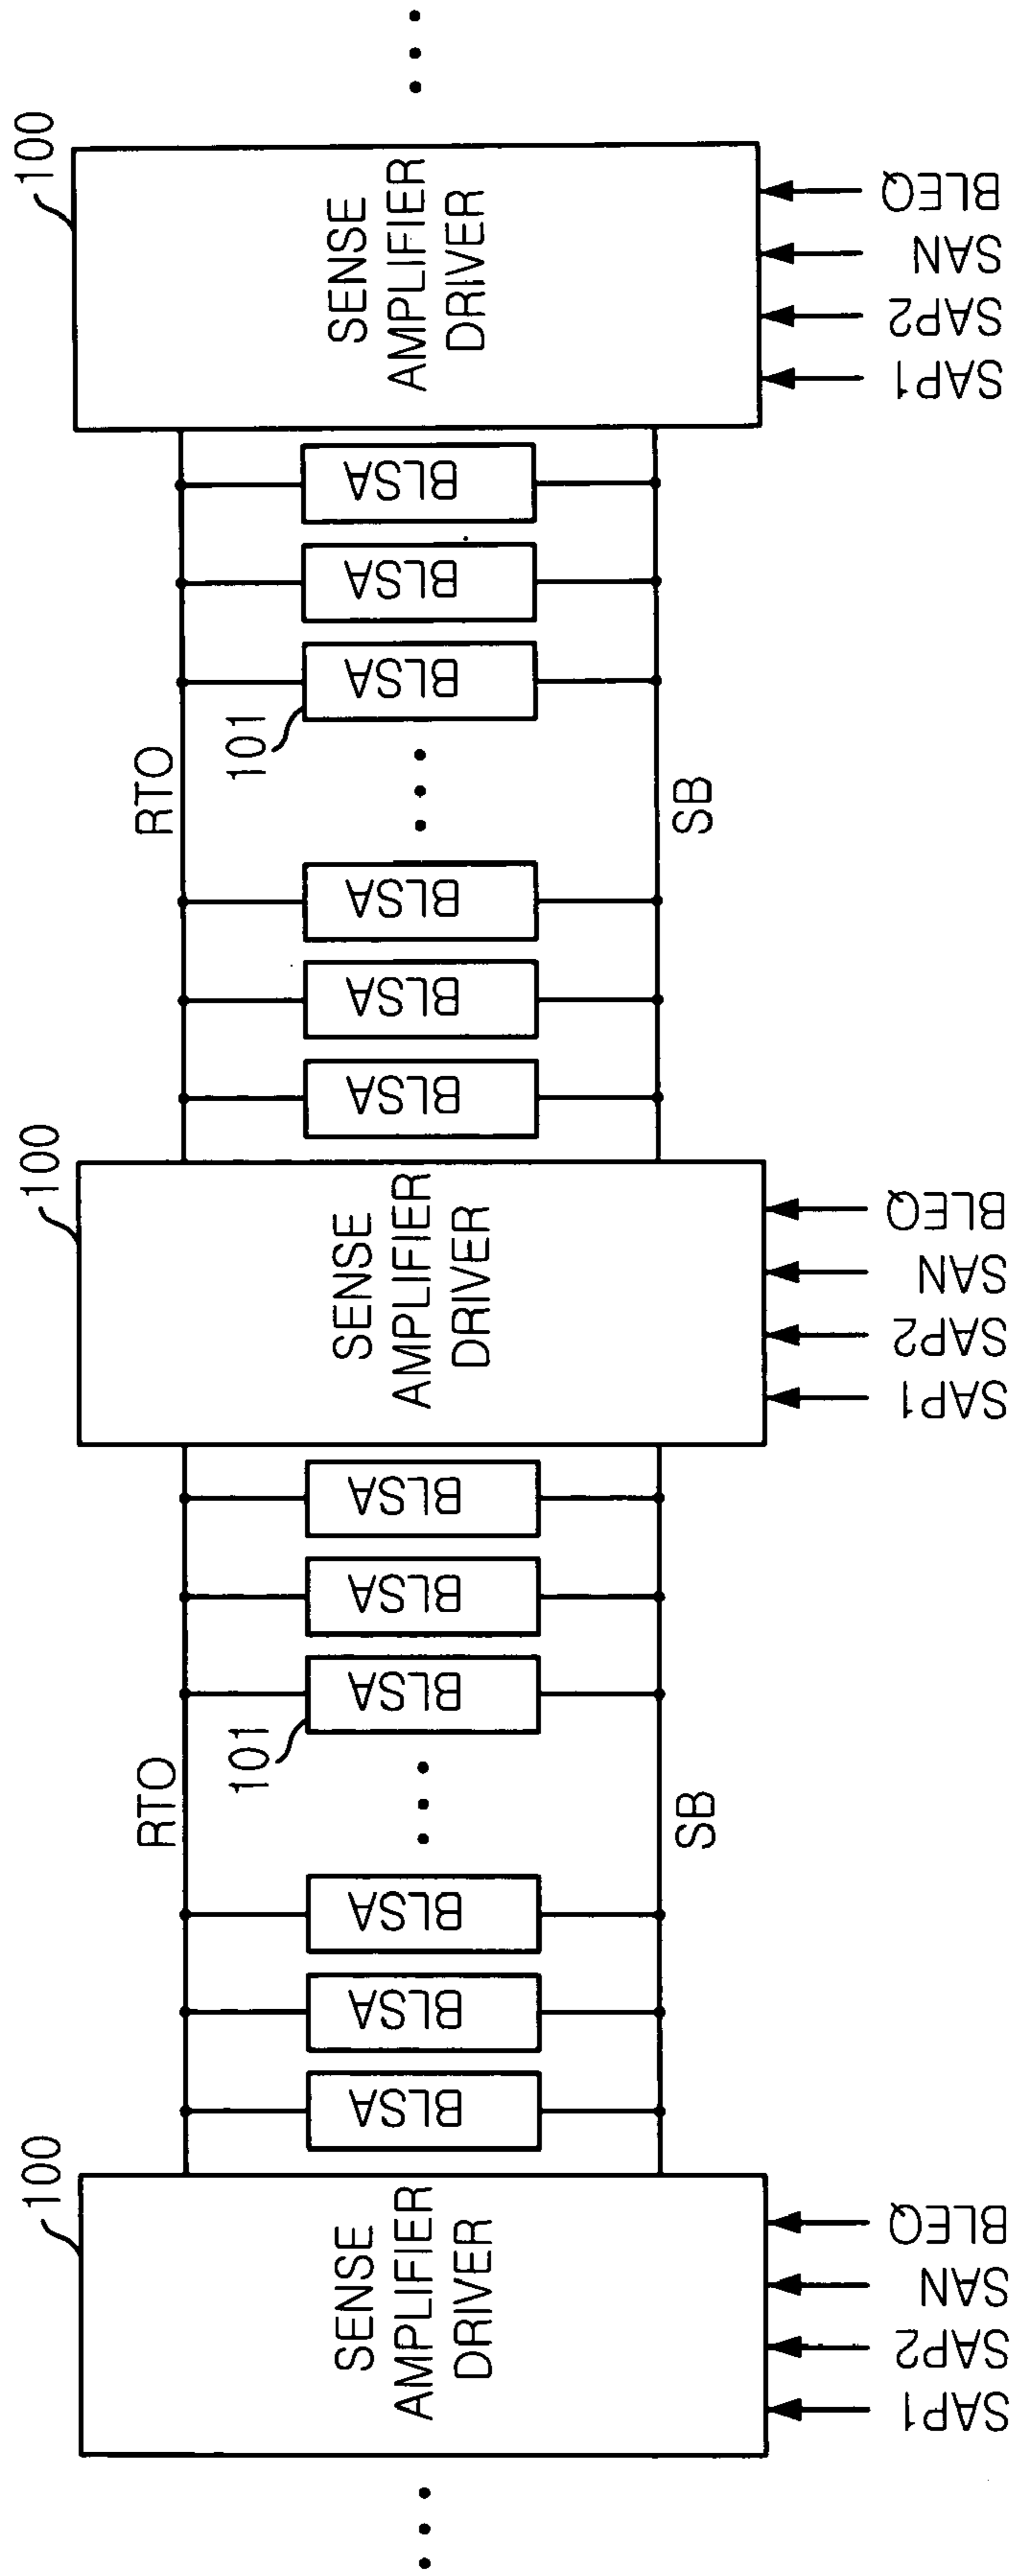 100
SENSE
AMPLIFIER
DRIVER
SAP1
SAP2
SAN
BLEQ
RTO
SB
BLSA
BLSA
BLSA
101
BLSA
BLSA
BLSA
100
SENSE
AMPLIFIER
DRIVER
SAP1
SAP2
SAN
BLEQ
RTO
SB
BLSA
BLSA
BLSA
101
BLSA
BLSA
BLSA
100
SENSE
AMPLIFIER
DRIVER
SAP1
SAP2
SAN
BLEQ